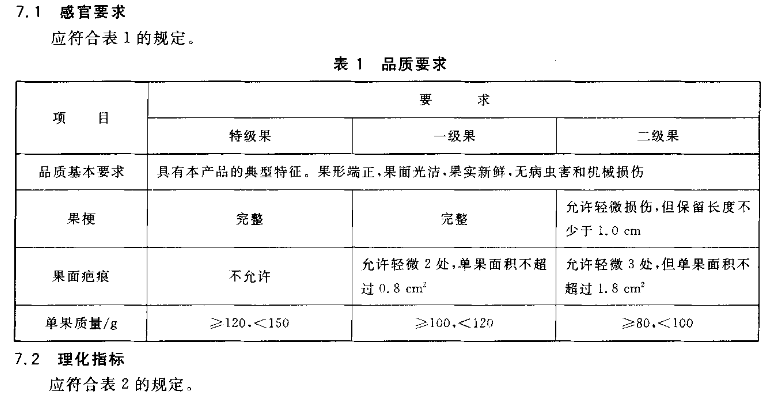 7.1 感官要求
应符合表1的规定。
表 1 品质要求
项 目
要 求
特级果 一级果 二级果
品质基本要求 具有本产品的典型特征。果形端正,果面光洁,果实新鲜,无病虫害和机械损伤
果梗 完整 完整 允许轻微损伤,但保留长度不
少于 1.0 cm
果面疤痕 不允许 允许轻微 2 处,单果面积不超
过 0.8 cm²
允许轻微 3 处,但单果面积不
超过 1.8 cm²
单果质量/g ≥120,<150 ≥100,<120 ≥80,<100
7.2 理化指标
应符合表 2 的规定。